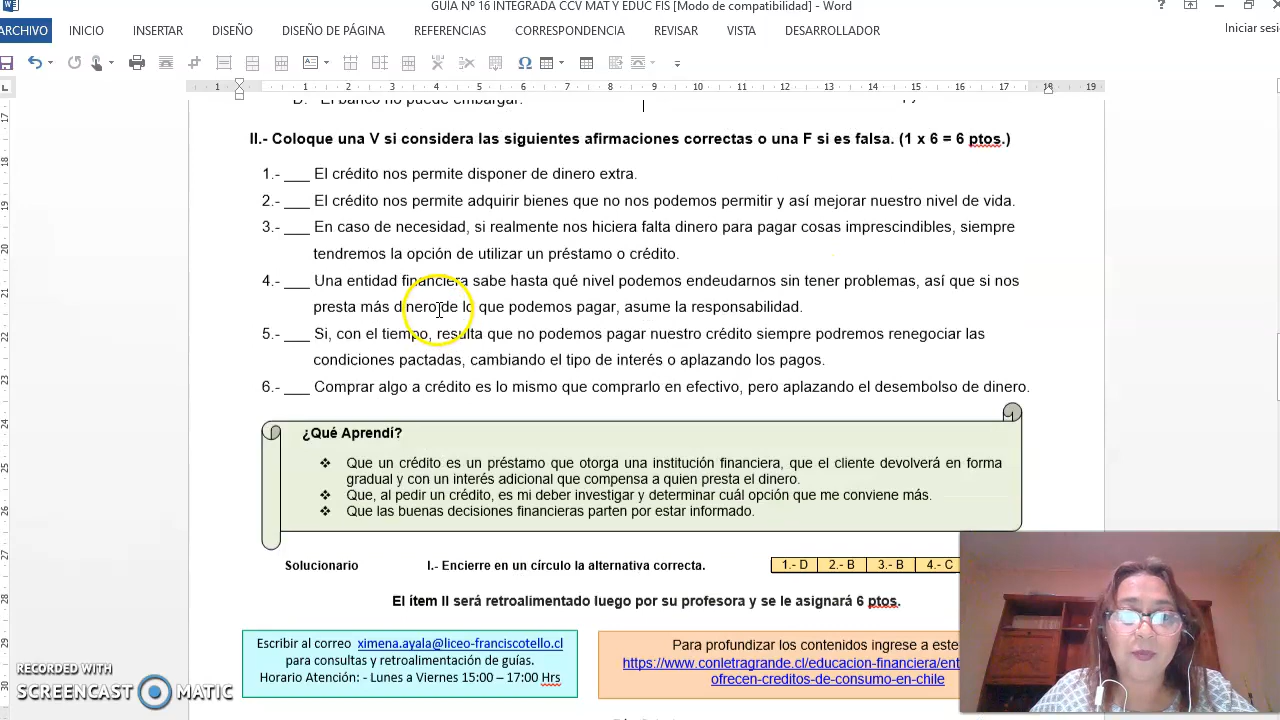 GUIA Nº 16 INTEGRADA CCV MAT Y EDUC FIS [Modo de compatibilidad] - Word
ARCHIVO INICIO INSERTAR DISEÑO DISEÑO DE PÁGINA REFERENCIAS CORRESPONDENCIA REVISAR VISTA DESARROLLADOR Iniciar sesi
D. El banco no puede embargar.
II.- Coloque una V si considera las siguientes afirmaciones correctas o una F si es falsa. (1 x 6 = 6 ptos.)
1.- ___ El crédito nos permite disponer de dinero extra.
2.- ___ El crédito nos permite adquirir bienes que no nos podemos permitir y así mejorar nuestro nivel de vida.
3.- ___ En caso de necesidad, si realmente nos hiciera falta dinero para pagar cosas imprescindibles, siempre
tendremos la opción de utilizar un préstamo o crédito.
4.- ___ Una entidad financiera sabe hasta qué nivel podemos endeudarnos sin tener problemas, así que si nos
presta más dinero de lo que podemos pagar, asume la responsabilidad.
5.- ___ Si, con el tiempo, resulta que no podemos pagar nuestro crédito siempre podremos renegociar las
condiciones pactadas, cambiando el tipo de interés o aplazando los pagos.
6.- ___ Comprar algo a crédito es lo mismo que comprarlo en efectivo, pero aplazando el desembolso de dinero.
¿Qué Aprendí?
❖ Que un crédito es un préstamo que otorga una institución financiera, que el cliente devolverá en forma
gradual y con un interés adicional que compensa a quien presta el dinero.
❖ Que, al pedir un crédito, es mi deber investigar y determinar cuál opción que me conviene más.
❖ Que las buenas decisiones financieras parten por estar informado.
Solucionario I.- Encierre en un círculo la alternativa correcta. 1.- D 2.- B 3.- B 4.- C
El ítem II será retroalimentado luego por su profesora y se le asignará 6 ptos.
Escribir al correo ximena.ayala@liceo-franciscotello.cl
para consultas y retroalimentación de guías.
Horario Atención: - Lunes a Viernes 15:00 – 17:00 Hrs
Para profundizar los contenidos ingrese a este
https://www.conletragrande.cl/educacion-financiera/ent
ofrecen-creditos-de-consumo-en-chile
RECORDED WITH
SCREENCAST MATIC